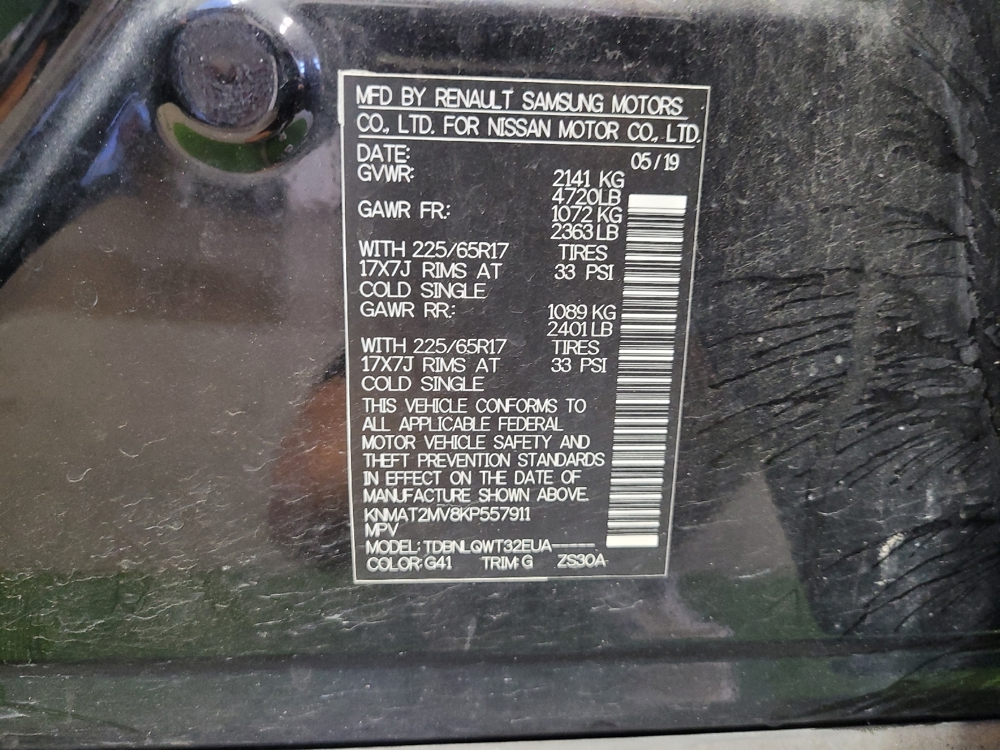 MFD BY RENAULT SAMSUNG MOTORS
CO., LTD. FOR NISSAN MOTOR CO., LTD.
DATE: 05/19
GVWR: 2141 KG
4720LB
GAWR FR.: 1072 KG
2363 LB
WITH 225/65R17 TIRES
17X7J RIMS AT 33 PSI
COLD SINGLE
GAWR RR.: 1089 KG
2401 LB
WITH 225/65R17 TIRES
17X7J RIMS AT 33 PSI
COLD SINGLE
THIS VEHICLE CONFORMS TO
ALL APPLICABLE FEDERAL
MOTOR VEHICLE SAFETY AND
THEFT PREVENTION STANDARDS
IN EFFECT ON THE DATE OF
MANUFACTURE SHOWN ABOVE.
KNMAT2MV8KP557911
MPV
MODEL: TDBNLQWT32EUA-----
COLOR: G41 TRIM: G ZS30A